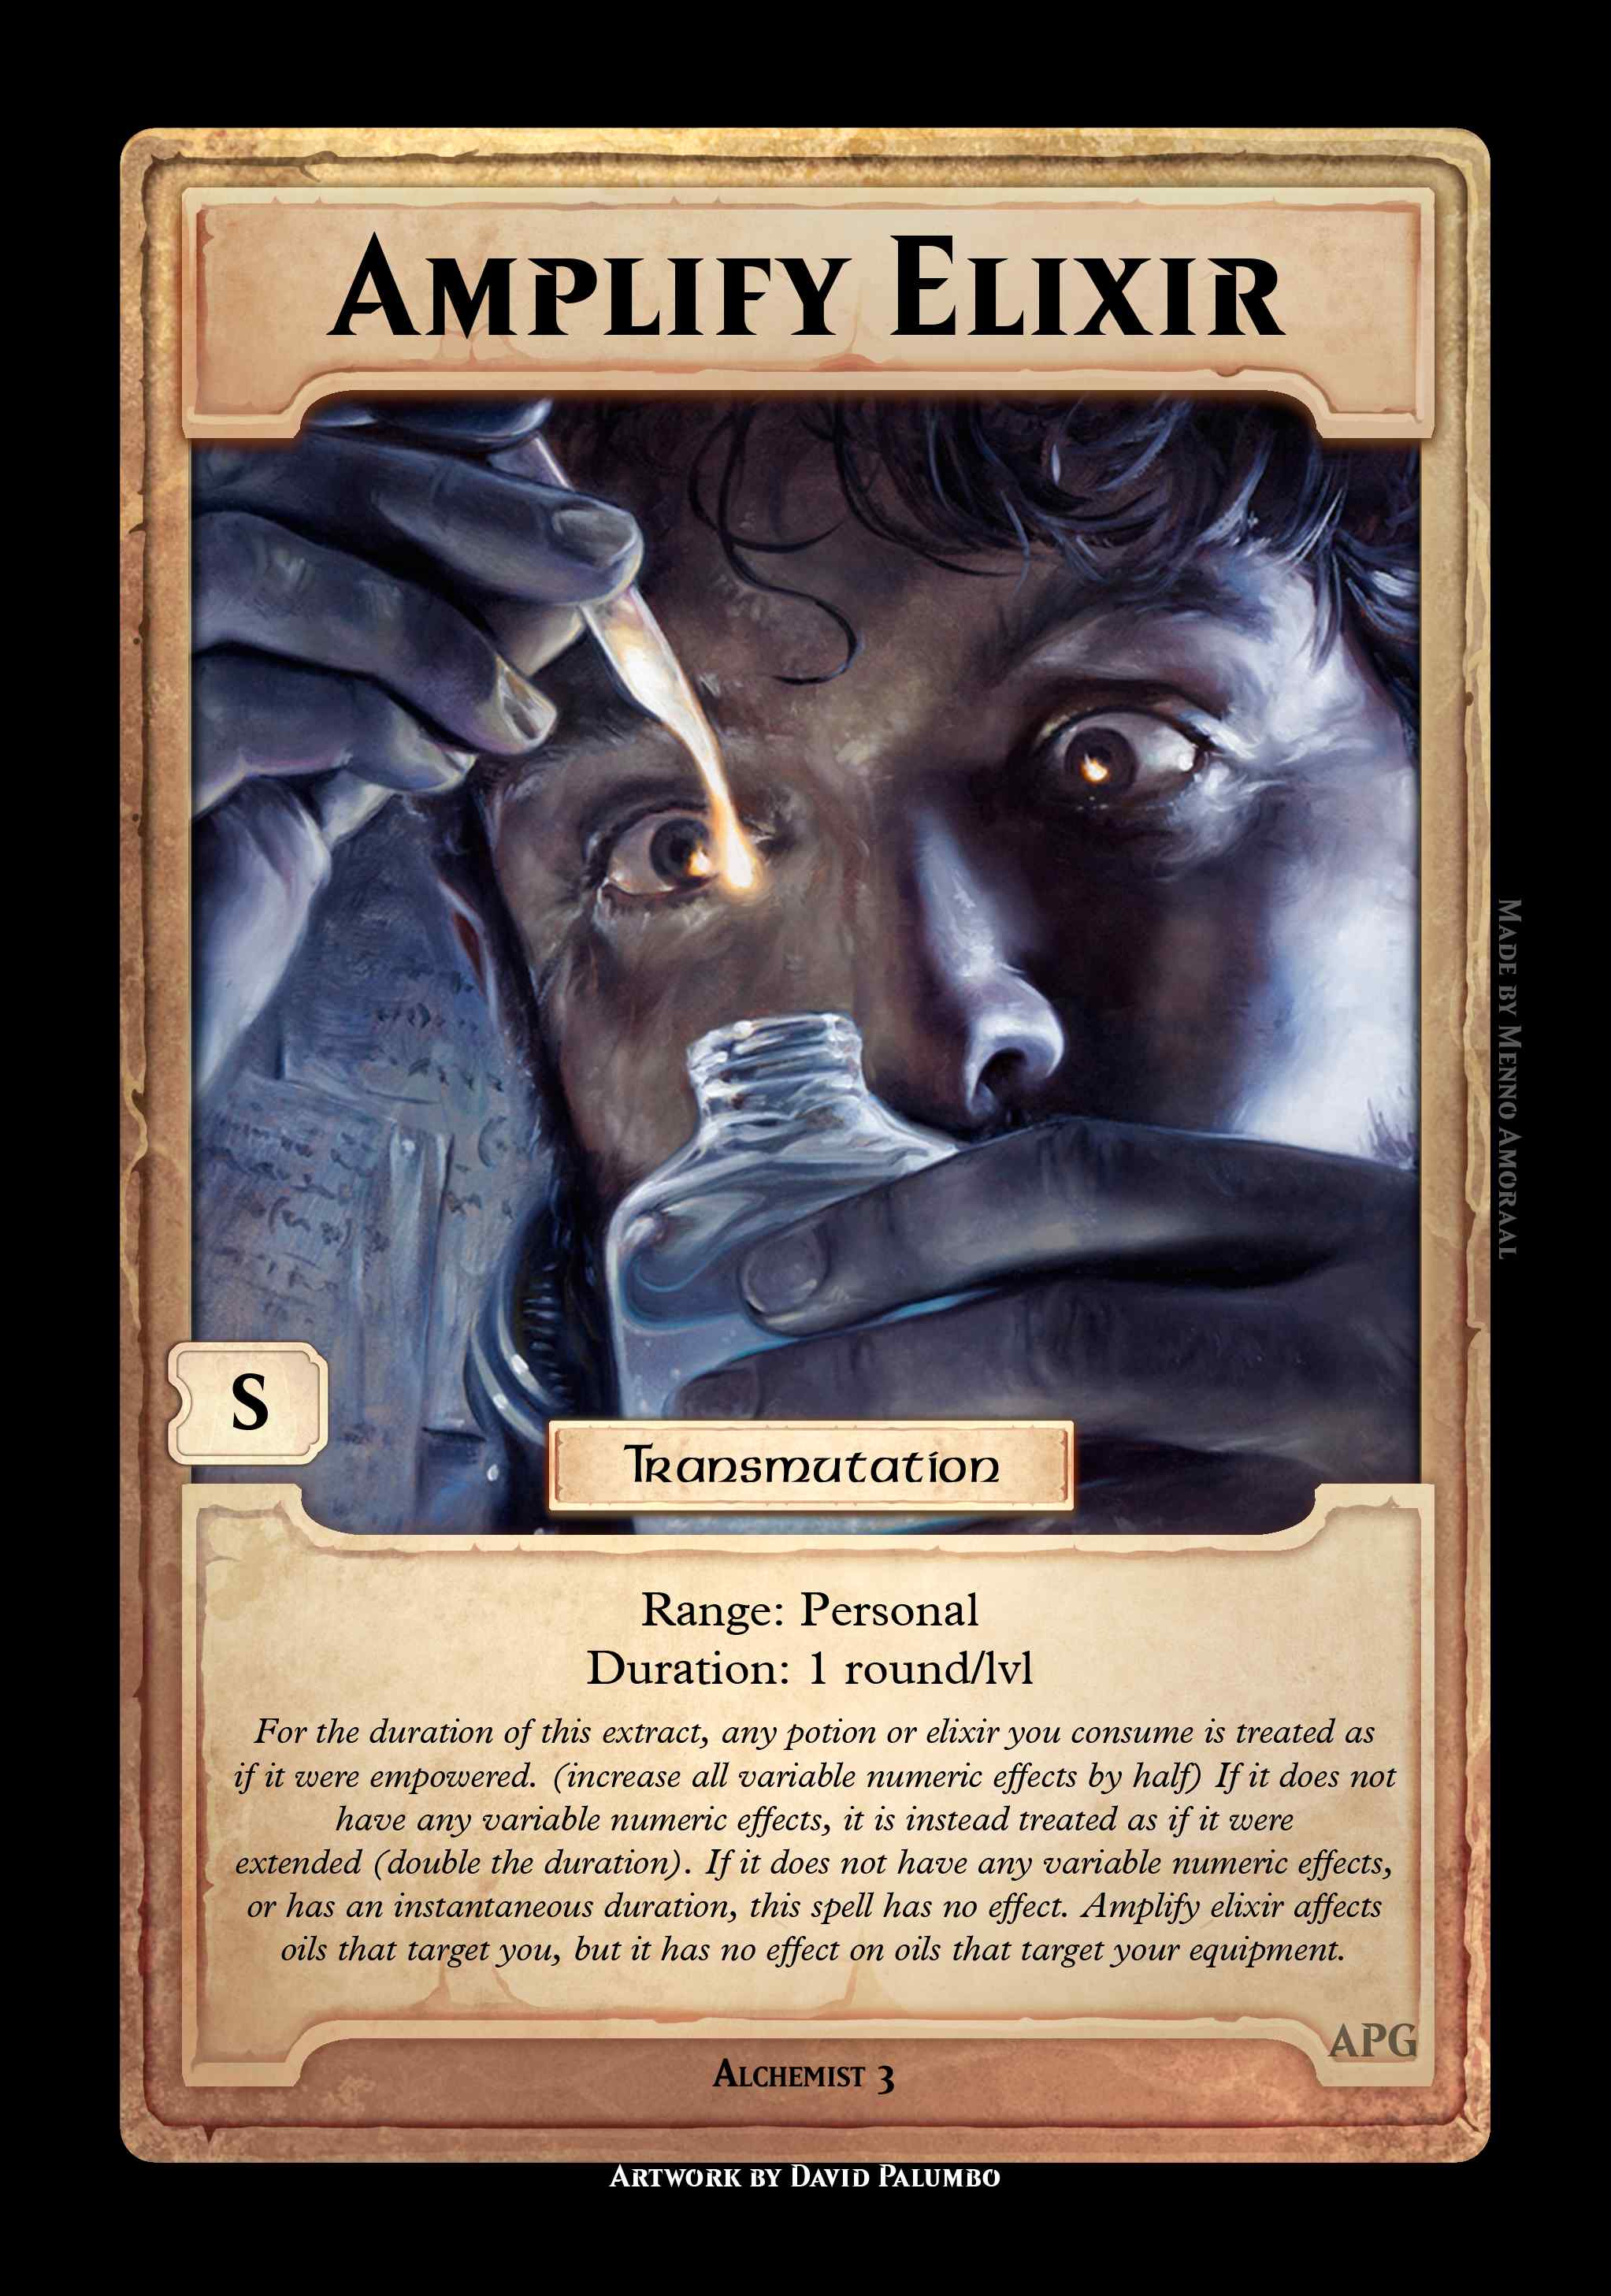 Amplify Elixir
Made by Menno Amoraal
S
Transmutation
Range: Personal
Duration: 1 round/lvl
For the duration of this extract, any potion or elixir you consume is treated as
if it were empowered. (increase all variable numeric effects by half) If it does not
have any variable numeric effects, it is instead treated as if it were
extended (double the duration). If it does not have any variable numeric effects,
or has an instantaneous duration, this spell has no effect. Amplify elixir affects
oils that target you, but it has no effect on oils that target your equipment.
APG
Alchemist 3
Artwork by David Palumbo